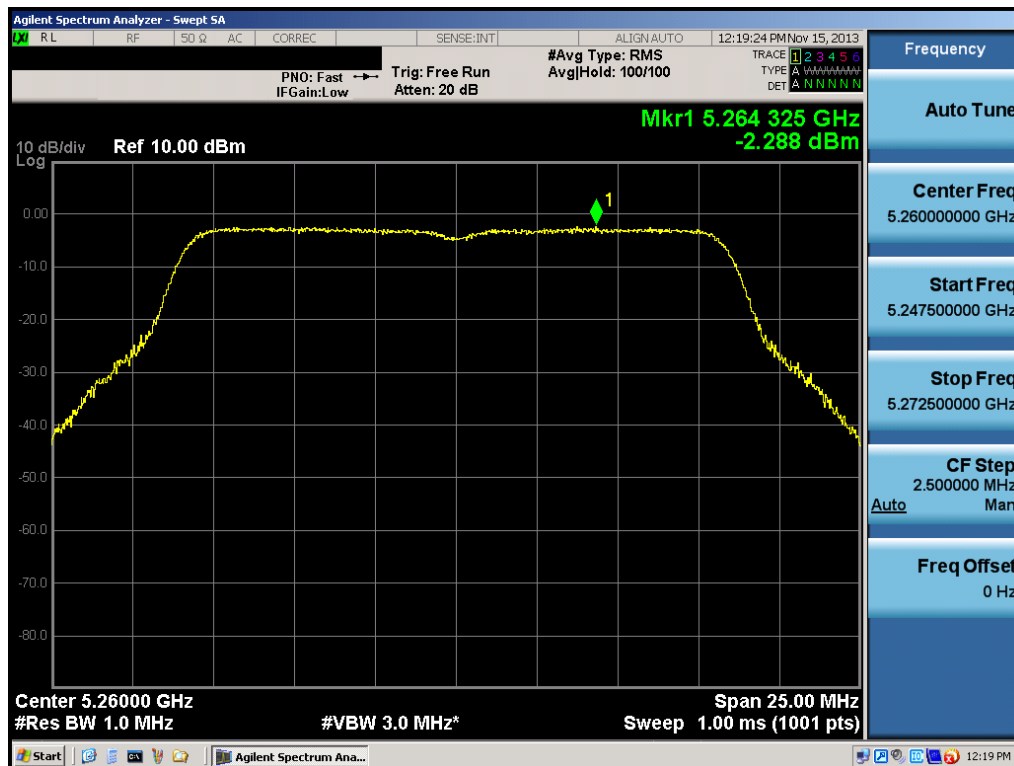 Agilent Spectrum Analyzer - Swept SA
LXI RL RF 50 Ω AC CORREC SENSE:INT ALIGN AUTO 12:19:24 PM Nov 15, 2013
PNO: Fast
IFGain:Low
Trig: Free Run
Atten: 20 dB
#Avg Type: RMS
Avg|Hold: 100/100
TRACE 1 2 3 4 5 6
TYPE A WWWWW
DET A N N N N N
Mkr1 5.264 325 GHz
-2.288 dBm
10 dB/div Ref 10.00 dBm
Log
1
0.00
-10.0
-20.0
-30.0
-40.0
-50.0
-60.0
-70.0
-80.0
Center 5.26000 GHz Span 25.00 MHz
#Res BW 1.0 MHz #VBW 3.0 MHz* Sweep 1.00 ms (1001 pts)
Frequency
Auto Tune
Center Freq
5.260000000 GHz
Start Freq
5.247500000 GHz
Stop Freq
5.272500000 GHz
CF Step
2.500000 MHz
Auto Man
Freq Offset
0 Hz
Start Agilent Spectrum Ana... 12:19 PM